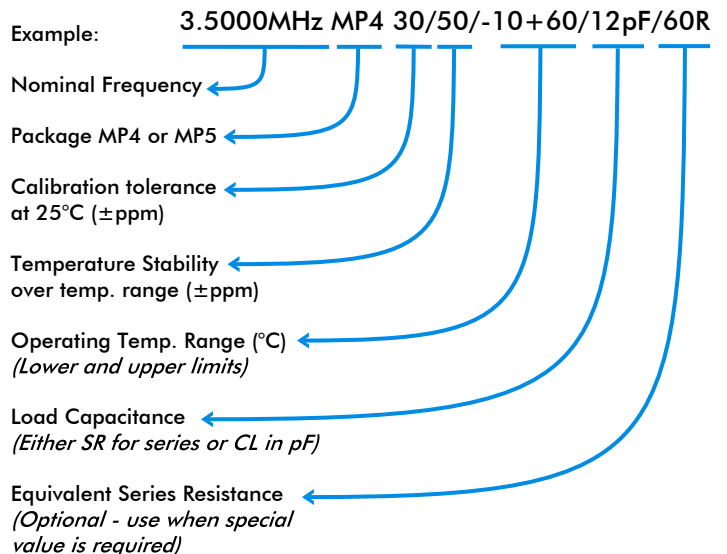 Example:
3.5000MHz MP4 30/50/-10+60/12pF/60R
Nominal Frequency
Package MP4 or MP5
Calibration tolerance
at 25°C (±ppm)
Temperature Stability
over temp. range (±ppm)
Operating Temp. Range (°C)
(Lower and upper limits)
Load Capacitance
(Either SR for series or CL in pF)
Equivalent Series Resistance
(Optional - use when special
value is required)